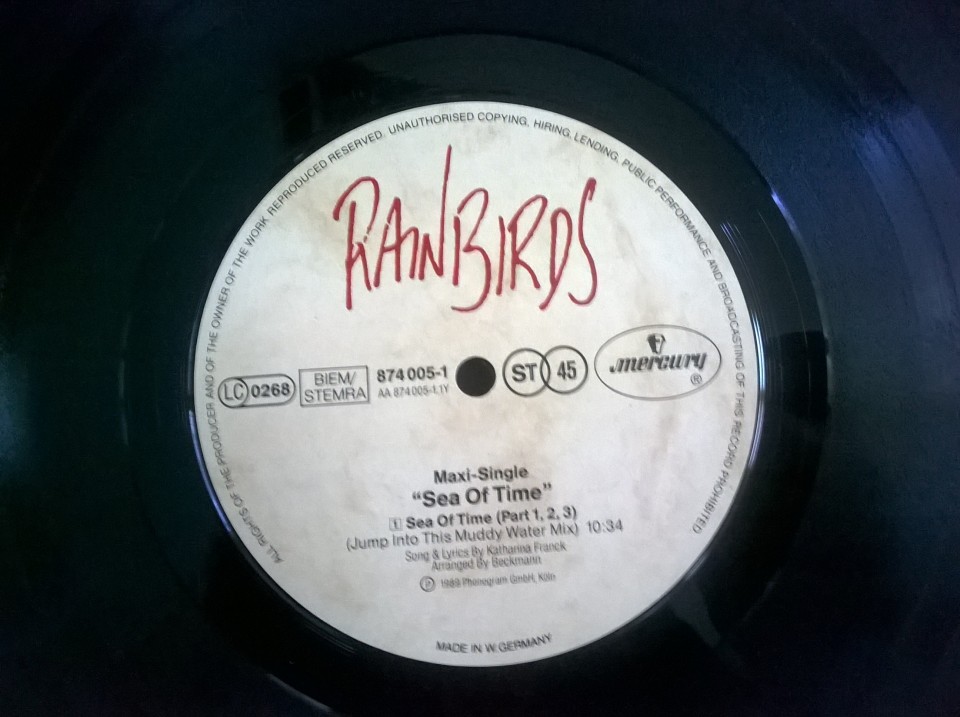 ALL RIGHTS OF THE PRODUCER AND OF THE OWNER OF THE WORK REPRODUCED RESERVED. UNAUTHORISED COPYING, HIRING, LENDING, PUBLIC PERFORMANCE AND BROADCASTING OF THIS RECORD PROHIBITED
RAINBIRDS
LC 0268
BIEM/
STEMRA
874 005-1
AA 874 005-1.1Y
ST 45
mercury
®
Maxi-Single
"Sea Of Time"
1 Sea Of Time (Part 1, 2, 3)
(Jump Into This Muddy Water Mix) 10:34
Song & Lyrics By Katharina Franck
Arranged By Beckmann
℗ 1989 Phonogram GmbH, Köln
MADE IN W. GERMANY